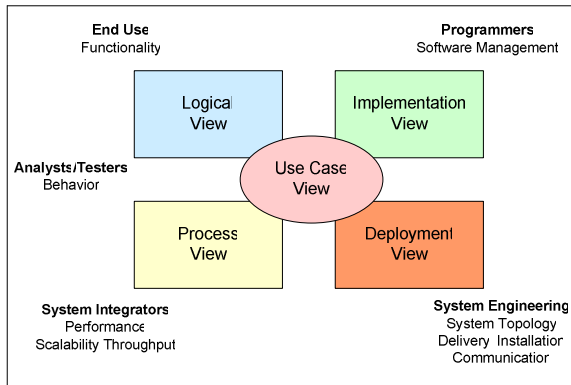 End Use
Functionality
Programmers
Software Management
Logical
View
Implementation
View
Analysts/Testers
Behavior
Use Case
View
Process
View
Deployment
View
System Integrators
Performance
Scalability Throughput
System Engineering
System Topology
Delivery Installation
Communication